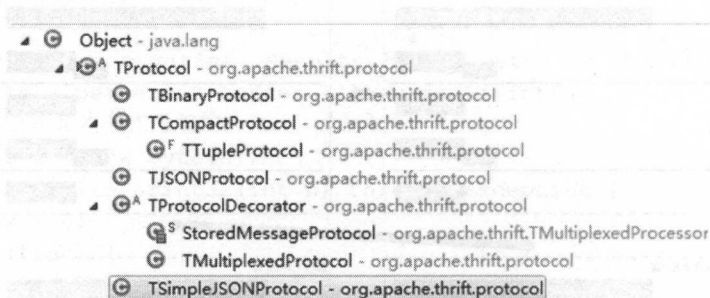 Object - java.lang
A TProtocol - org.apache.thrift.protocol
TBinaryProtocol - org.apache.thrift.protocol
TCompactProtocol - org.apache.thrift.protocol
F TTupleProtocol - org.apache.thrift.protocol
TJSONProtocol - org.apache.thrift.protocol
A TProtocolDecorator - org.apache.thrift.protocol
S StoredMessageProtocol - org.apache.thrift.TMultiplexedProcessor
TMultiplexedProtocol - org.apache.thrift.protocol
TSimpleJSONProtocol - org.apache.thrift.protocol